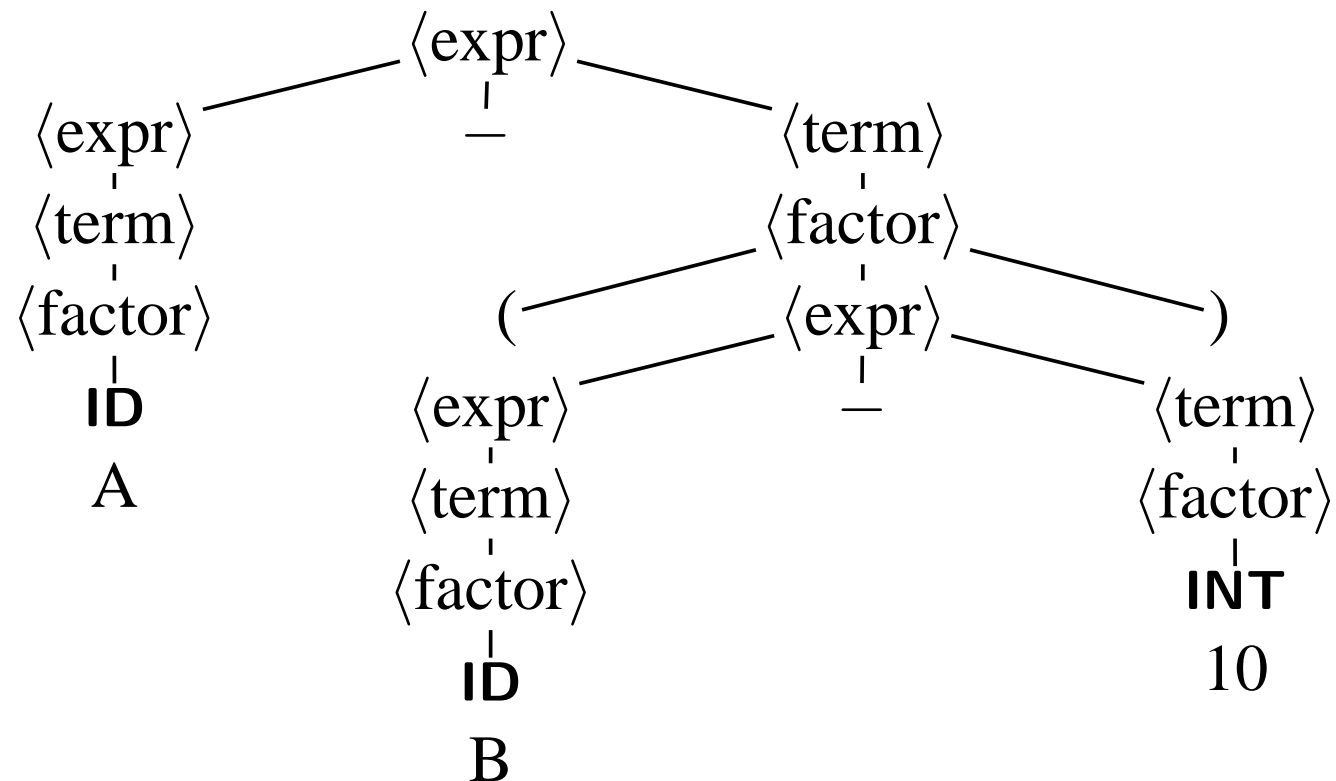 ⟨expr⟩
⟨expr⟩ – ⟨term⟩
⟨term⟩ ⟨factor⟩
⟨factor⟩ ( ⟨expr⟩ )
ID ⟨expr⟩ – ⟨term⟩
A ⟨term⟩ ⟨factor⟩
⟨factor⟩ INT
ID 10
B